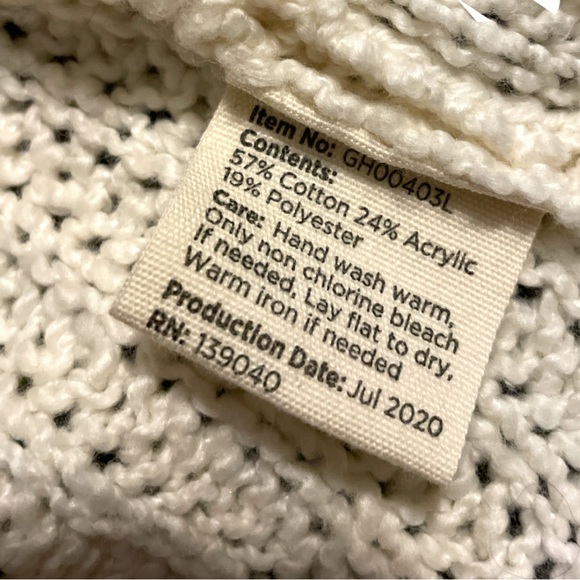 Item No: GH00403L
Contents:
57% Cotton 24% Acrylic
19% Polyester
Care: Hand wash warm,
Only non chlorine bleach
If needed, Lay flat to dry,
Warm iron if needed
Production Date: Jul 2020
RN: 139040